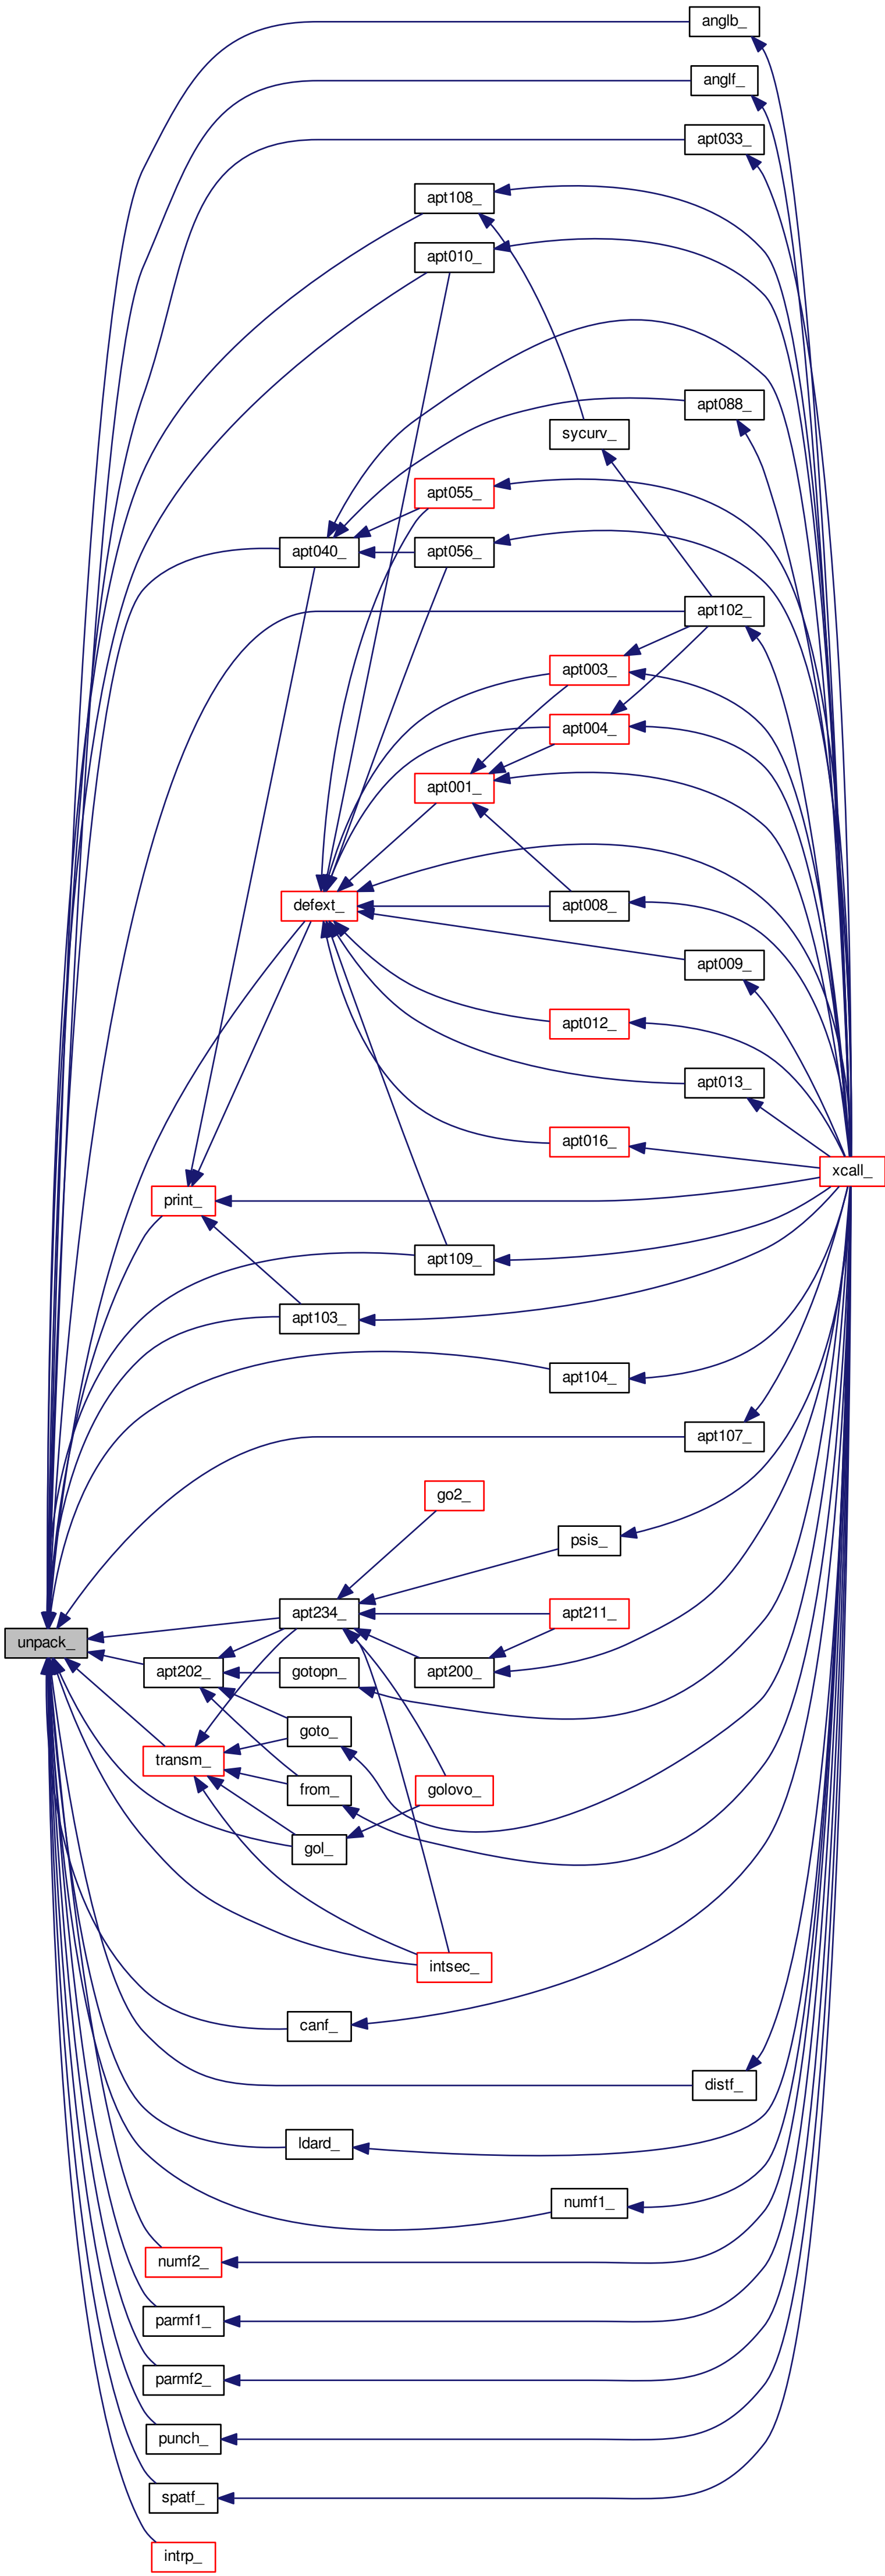 anglb_
anglf_
apt033_
apt108_
apt010_
apt088_
sycurv_
apt055_
apt040_
apt056_
apt102_
apt003_
apt004_
apt001_
defext_
apt008_
apt009_
apt012_
apt013_
apt016_
xcall_
print_
apt109_
apt103_
apt104_
apt107_
go2_
psis_
apt234_
apt211_
unpack_
apt202_
gotopn_
apt200_
goto_
transm_
from_
golovo_
gol_
intsec_
canf_
distf_
ldard_
numf1_
numf2_
parmf1_
parmf2_
punch_
spatf_
intrp_